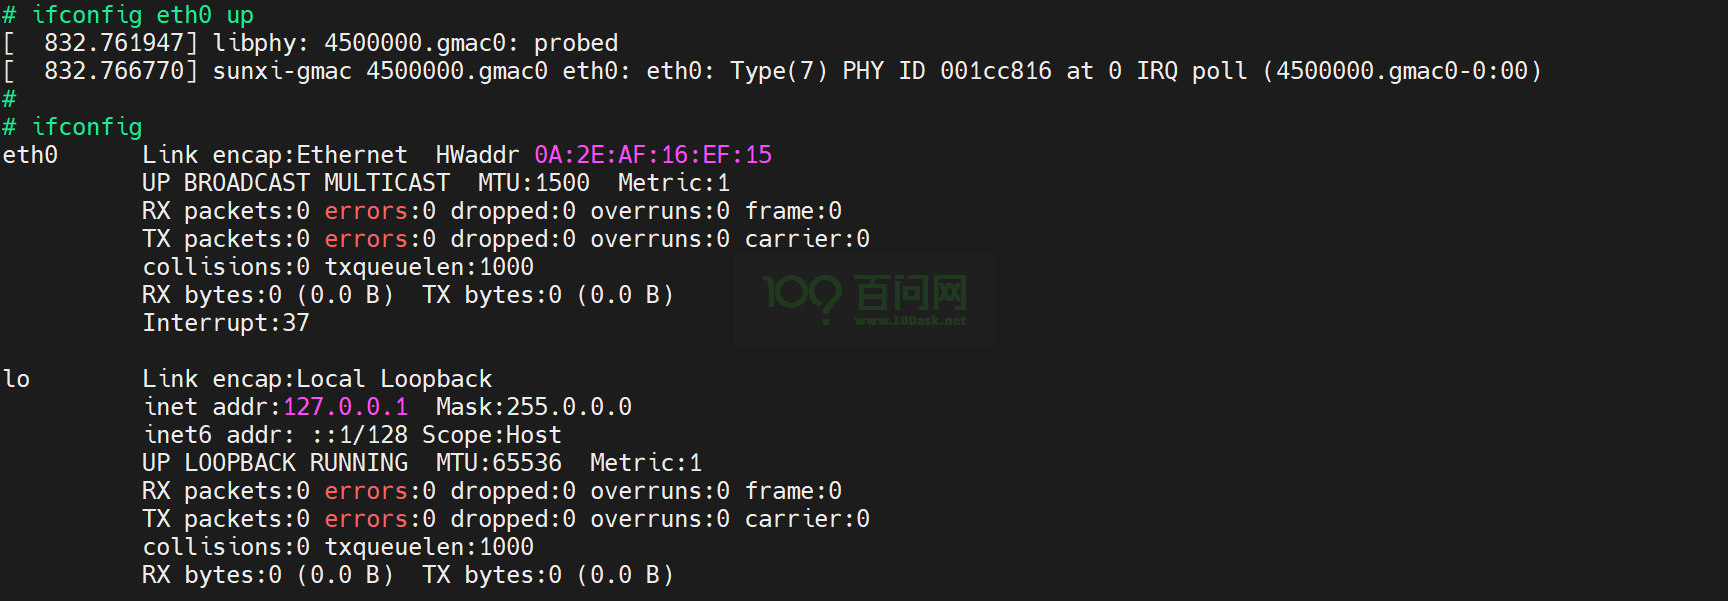 # ifconfig eth0 up
[  832.761947] libphy: 4500000.gmac0: probed
[  832.766770] sunxi-gmac 4500000.gmac0 eth0: eth0: Type(7) PHY ID 001cc816 at 0 IRQ poll (4500000.gmac0-0:00)
#
# ifconfig
eth0      Link encap:Ethernet  HWaddr 0A:2E:AF:16:EF:15
          UP BROADCAST MULTICAST  MTU:1500  Metric:1
          RX packets:0 errors:0 dropped:0 overruns:0 frame:0
          TX packets:0 errors:0 dropped:0 overruns:0 carrier:0
          collisions:0 txqueuelen:1000
          RX bytes:0 (0.0 B)  TX bytes:0 (0.0 B)
          Interrupt:37
100 百问网
www.100ask.net
lo        Link encap:Local Loopback
          inet addr:127.0.0.1  Mask:255.0.0.0
          inet6 addr: ::1/128 Scope:Host
          UP LOOPBACK RUNNING  MTU:65536  Metric:1
          RX packets:0 errors:0 dropped:0 overruns:0 frame:0
          TX packets:0 errors:0 dropped:0 overruns:0 carrier:0
          collisions:0 txqueuelen:1000
          RX bytes:0 (0.0 B)  TX bytes:0 (0.0 B)